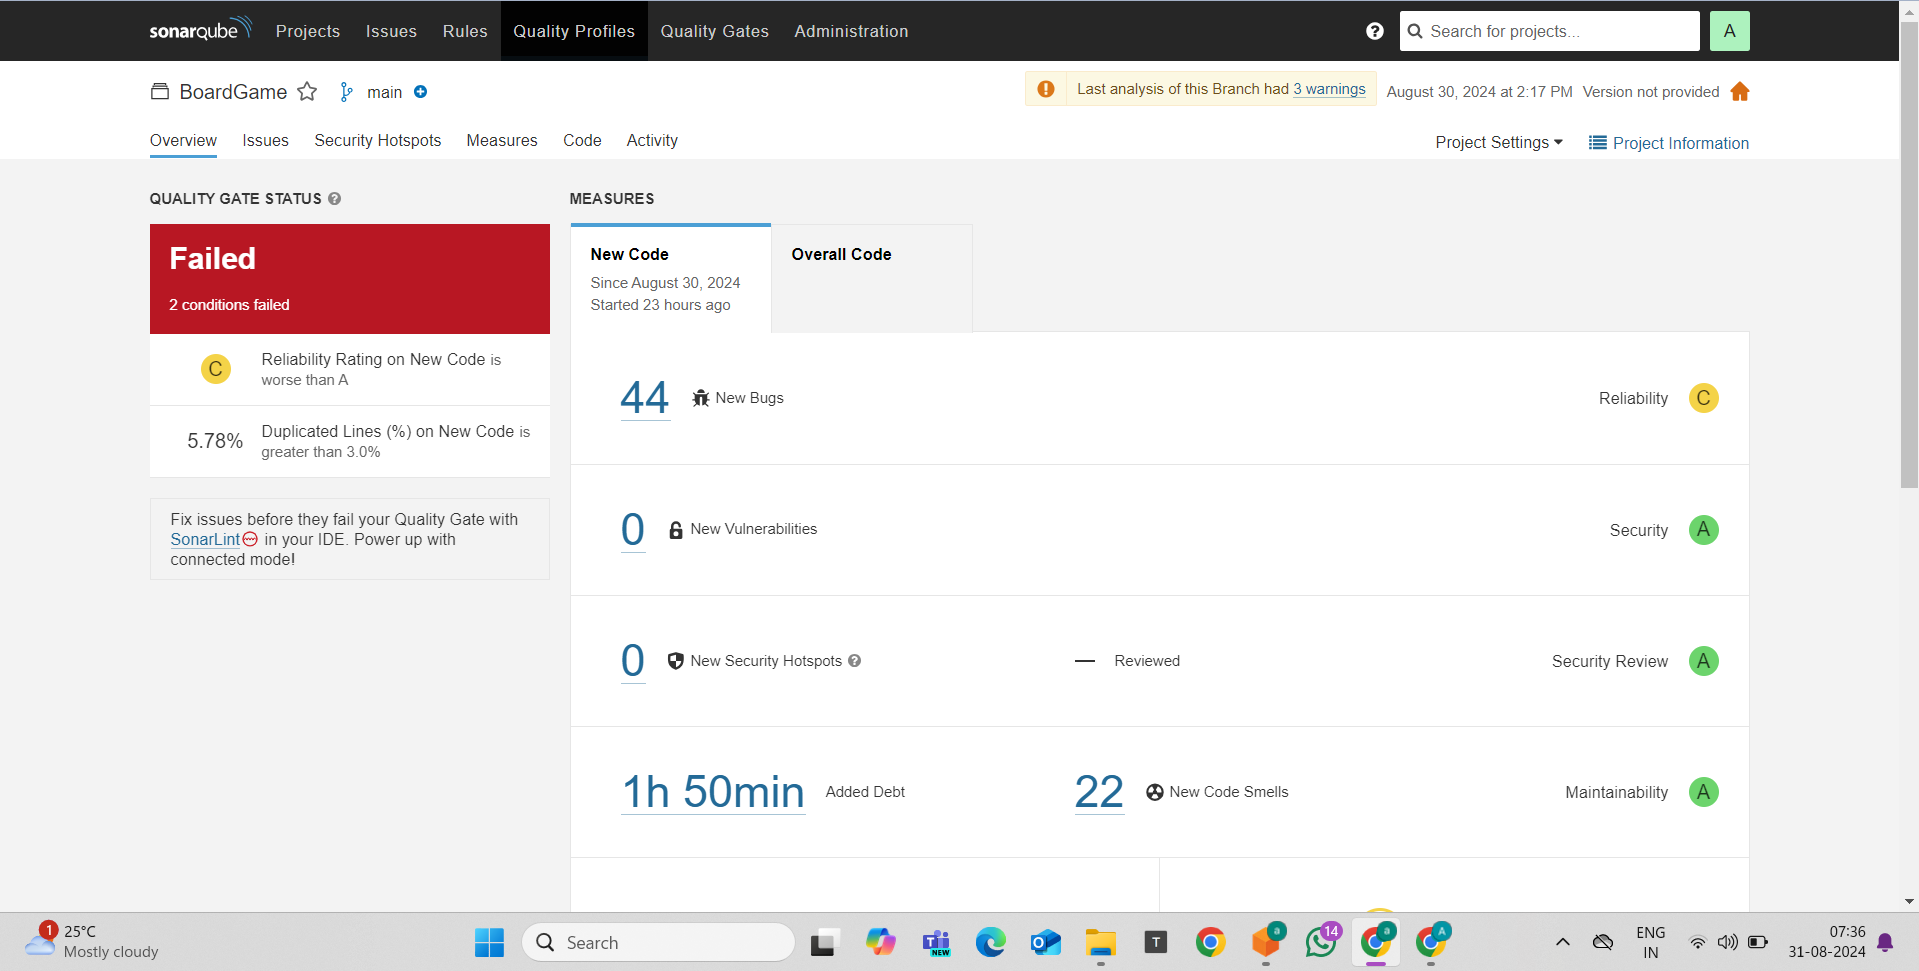 sonarqube Projects Issues Rules Quality Profiles Quality Gates Administration ? Search for projects... A
BoardGame main Last analysis of this Branch had 3 warnings August 30, 2024 at 2:17 PM Version not provided
Overview Issues Security Hotspots Measures Code Activity Project Settings Project Information
QUALITY GATE STATUS ?
Failed
2 conditions failed
C Reliability Rating on New Code is
worse than A
5.78% Duplicated Lines (%) on New Code is
greater than 3.0%
Fix issues before they fail your Quality Gate with
SonarLint in your IDE. Power up with
connected mode!
MEASURES
New Code
Since August 30, 2024
Started 23 hours ago
Overall Code
44 New Bugs Reliability C
0 New Vulnerabilities Security A
0 New Security Hotspots ? — Reviewed Security Review A
1h 50min Added Debt 22 New Code Smells Maintainability A
1 25°C
Mostly cloudy
Search
T NEW
T
a
14
a
A
ENG
IN
07:36
31-08-2024